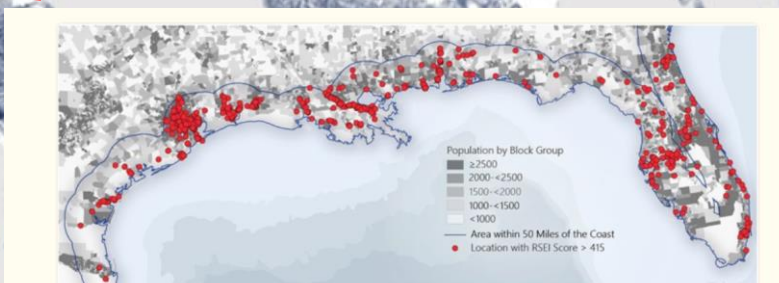 Population by Block Group
≥2500
2000-<2500
1500-<2000
1000-<1500
<1000
Area within 50 Miles of the Coast
Location with RSEI Score > 415